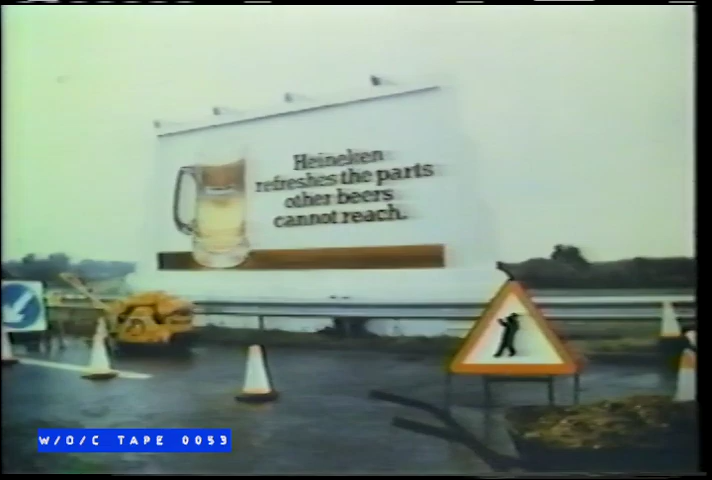 Heineken
refreshes the parts
other beers
cannot reach.
W/O/C TAPE 0053